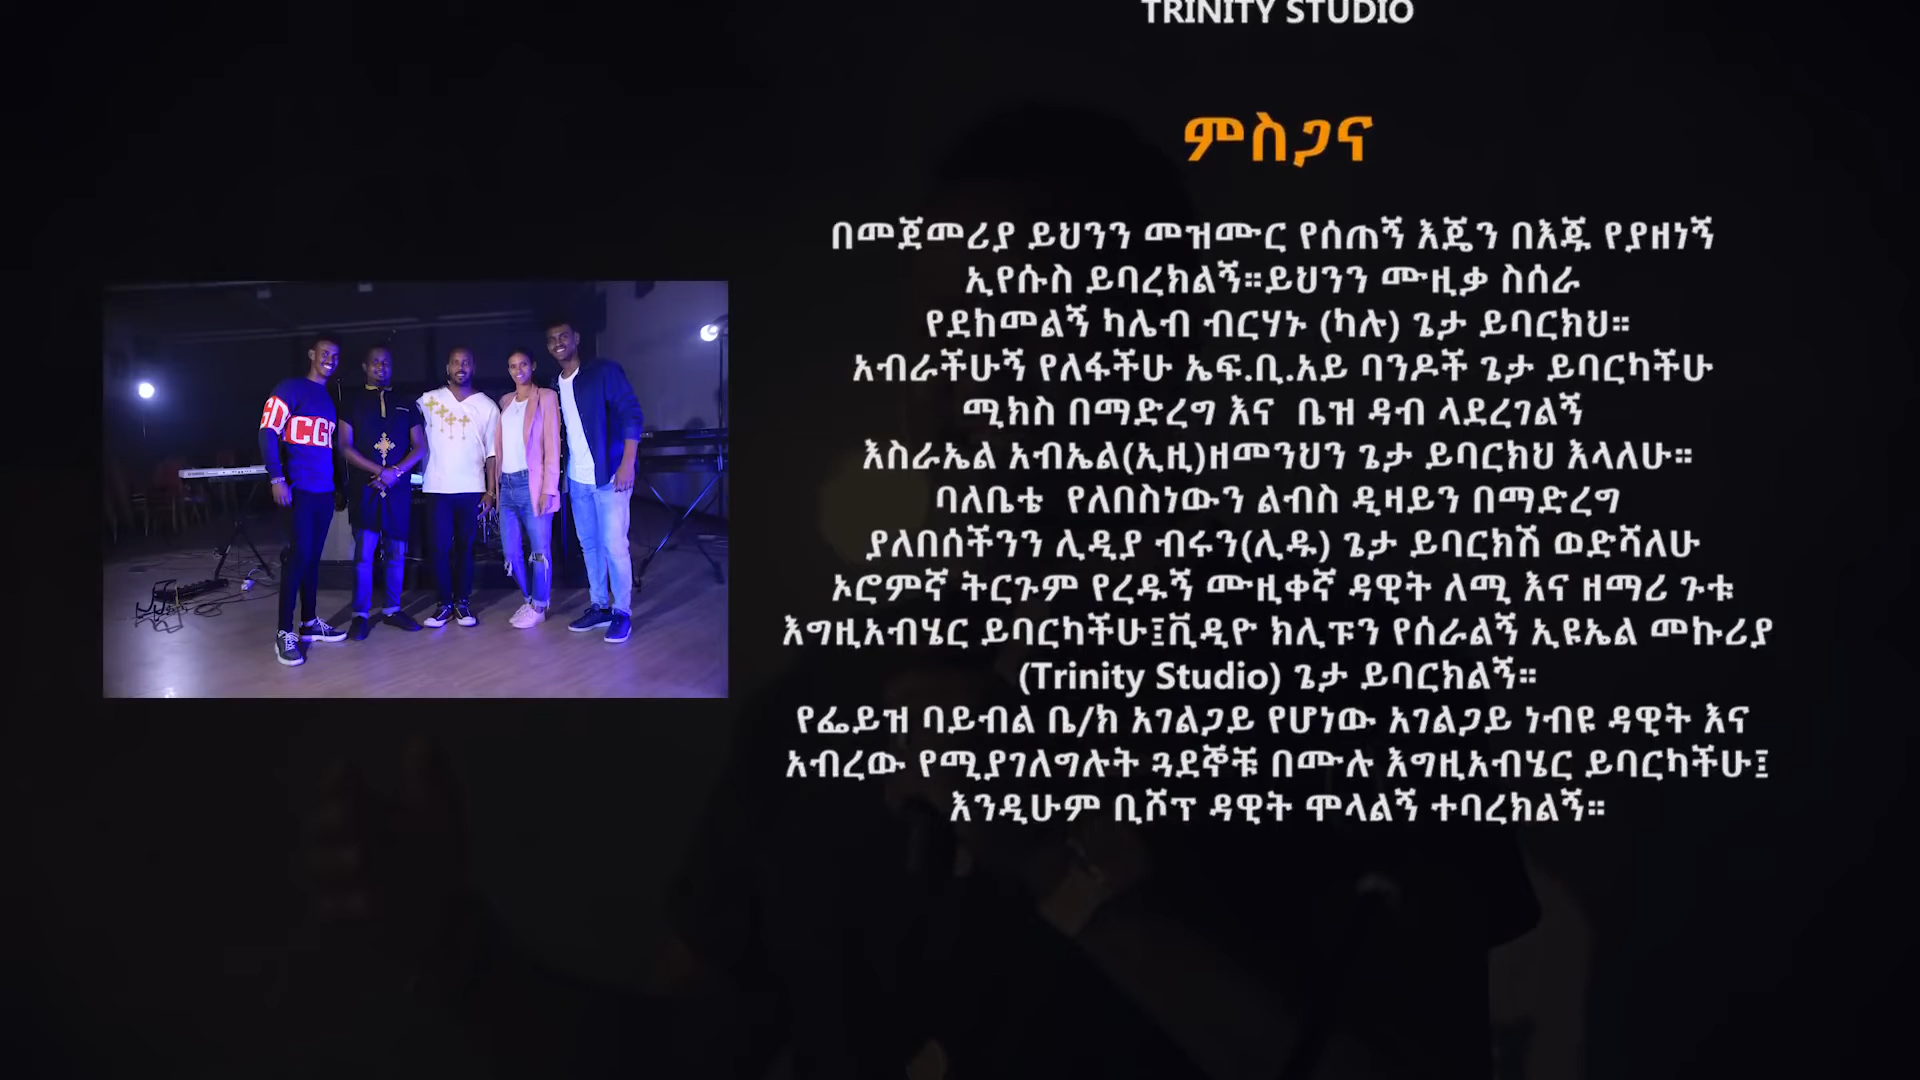 TRINITY STUDIO
ምስጋና
በመጀመሪያ ይህንን መዝሙር የሰጠኝ እጄን በእጁ የያዘነኝ
ኢየሱስ ይባረክልኝ።ይህንን ሙዚቃ ስሰራ
የደከመልኝ ካሌብ ብርሃኑ (ካሉ) ጌታ ይባርክህ።
አብራችሁኝ የለፋችሁ ኤፍ.ቢ.አይ ባንዶች ጌታ ይባርካችሁ
ሚክስ በማድረግ እና ቤዝ ዳብ ላደረገልኝ
እስራኤል አብኤል(ኢዚ)ዘመንህን ጌታ ይባርክህ እላለሁ።
ባለቤቴ የለበስነውን ልብስ ዲዛይን በማድረግ
ያለበሰችንን ሊዲያ ብሩን(ሊዱ) ጌታ ይባርክሽ ወድሻለሁ
ኦሮምኛ ትርጉም የረዱኝ ሙዚቀኛ ዳዊት ለሚ እና ዘማሪ ጉቱ
እግዚአብሄር ይባርካችሁ፤ቪዲዮ ክሊፑን የሰራልኝ ኢዩኤል መኩሪያ
(Trinity Studio) ጌታ ይባርክልኝ።
የፌይዝ ባይብል ቤ/ክ አገልጋይ የሆነው አገልጋይ ነብዩ ዳዊት እና
አብረው የሚያገለግሉት ጓደኞቹ በሙሉ እግዚአብሄር ይባርካችሁ፤
እንዲሁም ቢሾፕ ዳዊት ሞላልኝ ተባረክልኝ።
GD
CG